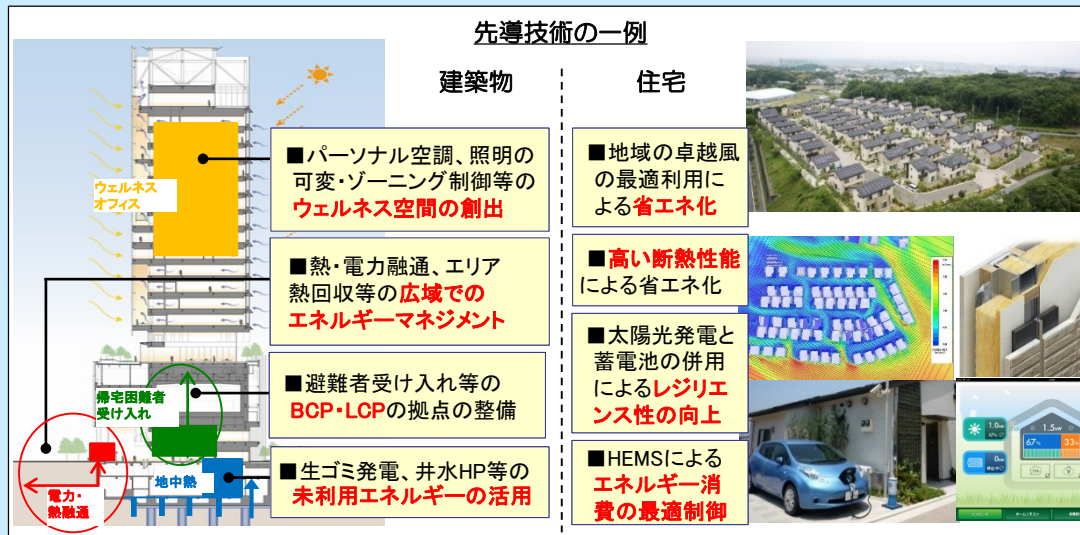 先導技術の一例
建築物
住宅
ウェルネス
オフィス
■パーソナル空調、照明の
可変・ゾーニング制御等の
ウェルネス空間の創出
■熱・電力融通、エリア
熱回収等の広域での
エネルギーマネジメント
帰宅困難者
受け入れ
■避難者受け入れ等の
BCP・LCPの拠点の整備
電力・
熱融通
地中熱
■生ゴミ発電、井水HP等の
未利用エネルギーの活用
■地域の卓越風
の最適利用に
よる省エネ化
■高い断熱性能
による省エネ化
■太陽光発電と
蓄電池の併用
によるレジリエ
ンス性の向上
■HEMSによる
エネルギー消
費の最適制御
1.0kw
67%
1.5kw
67%
33%
0kw